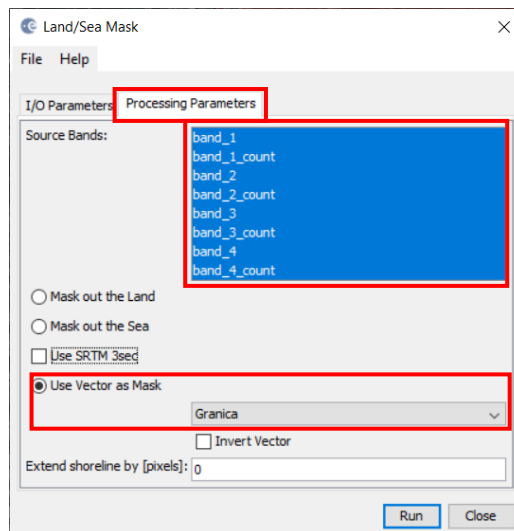 Land/Sea Mask
File Help
I/O Parameters Processing Parameters
Source Bands:
band_1
band_1_count
band_2
band_2_count
band_3
band_3_count
band_4
band_4_count
Mask out the Land
Mask out the Sea
Use SRTM 3sec
Use Vector as Mask
Granica
Invert Vector
Extend shoreline by [pixels]: 0
Run Close